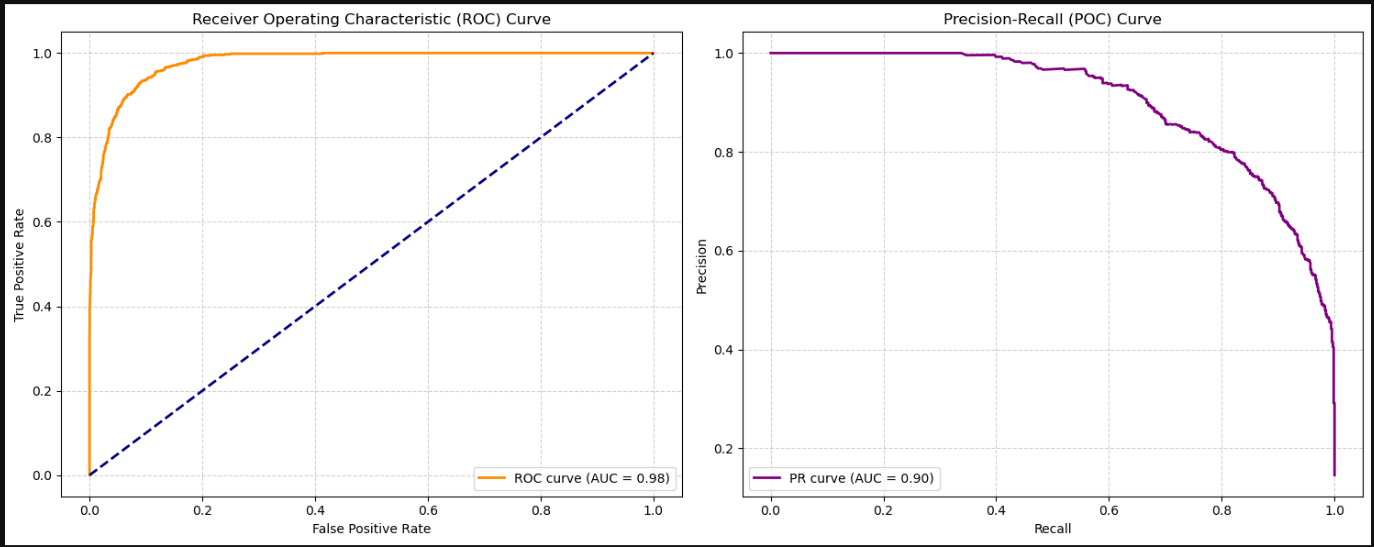 Receiver Operating Characteristic (ROC) Curve
1.0
0.8
0.6
0.4
0.2
0.0
True Positive Rate
ROC curve (AUC = 0.98)
0.0 0.2 0.4 0.6 0.8 1.0
False Positive Rate
Precision-Recall (POC) Curve
1.0
0.8
0.6
0.4
0.2
Precision
PR curve (AUC = 0.90)
0.0 0.2 0.4 0.6 0.8 1.0
Recall